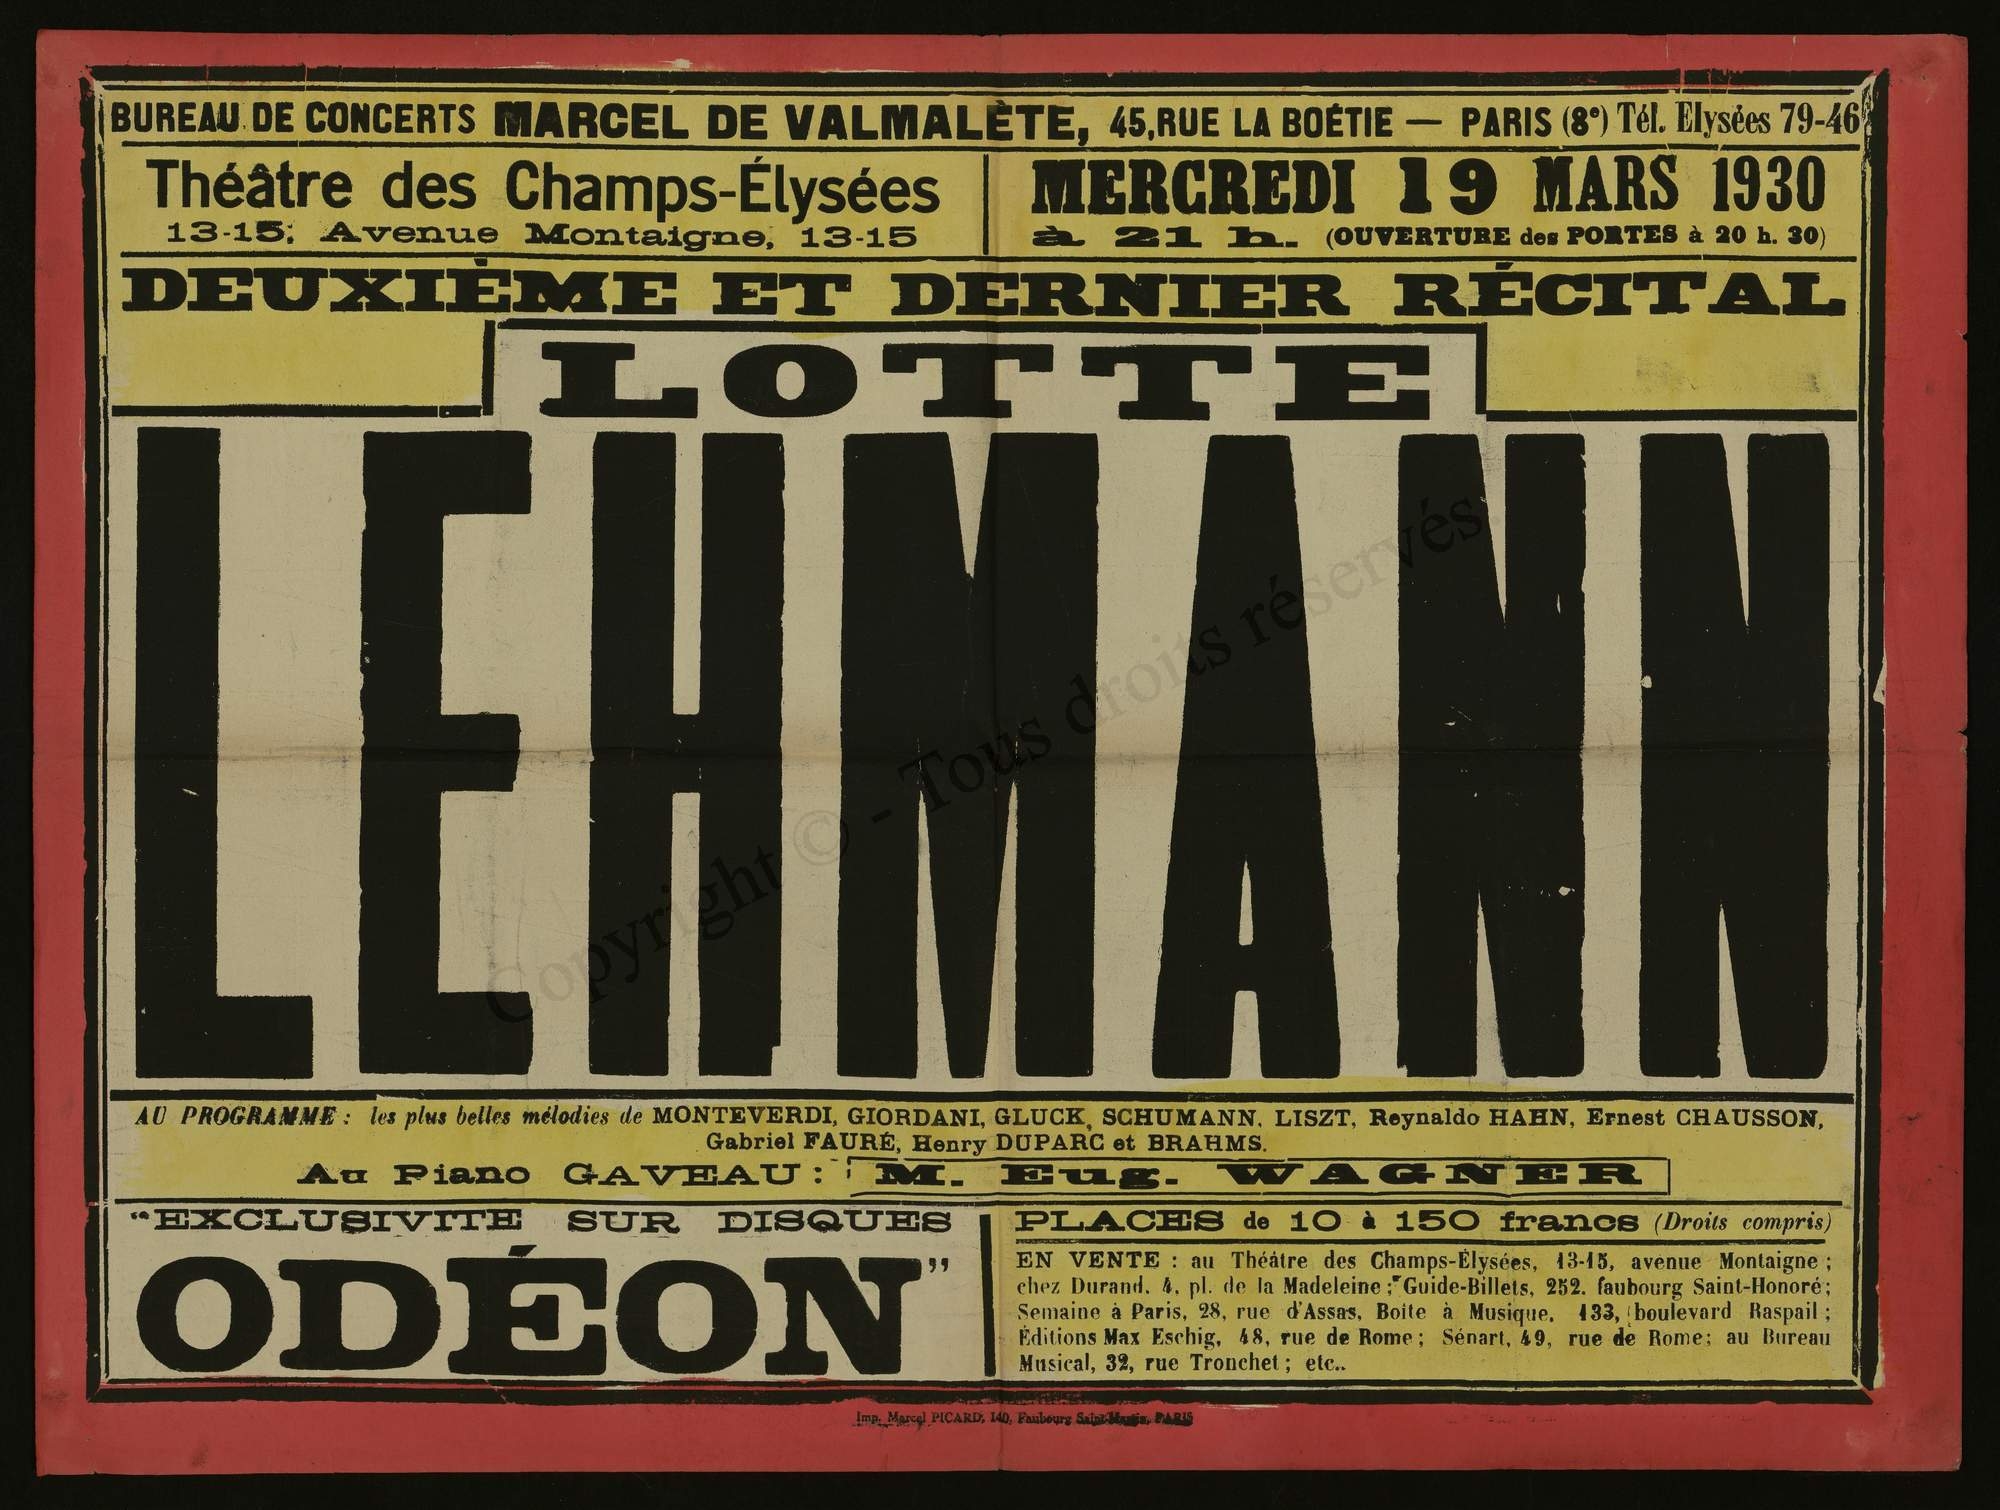 BUREAU DE CONCERTS MARCEL DE VALMALÈTE, 45, RUE LA BOÉTIE — PARIS (8e) Tél. Elysées 79-46
Théâtre des Champs-Élysées
13-15, Avenue Montaigne, 13-15
MERCREDI 19 MARS 1930
à 21 h. (OUVERTURE des PORTES à 20 h. 30)
DEUXIÈME ET DERNIER RÉCITAL
LOTTE
LEHMANN
AU PROGRAMME : les plus belles mélodies de MONTEVERDI, GIORDANI, GLUCK, SCHUMANN, LISZT, Reynaldo HAHN, Ernest CHAUSSON,
Gabriel FAURÉ, Henry DUPARC et BRAHMS.
Au Piano GAVEAU : M. Eug. WAGNER
"EXCLUSIVITE SUR DISQUES
ODÉON"
PLACES de 10 à 150 francs (Droits compris)
EN VENTE : au Théâtre des Champs-Élysées, 13-15, avenue Montaigne ;
chez Durand. 4, pl. de la Madeleine ; Guide-Billets, 252. faubourg Saint-Honoré ;
Semaine à Paris, 28, rue d'Assas, Boite à Musique, 133, boulevard Raspail ;
Éditions Max Eschig, 48, rue de Rome ; Sénart, 49, rue de Rome ; au Bureau
Musical, 32, rue Tronchet ; etc..
Imp. Marcel PICARD, 140, Faubourg Saint-Martin, PARIS
Copyright © - Tous droits réservés.